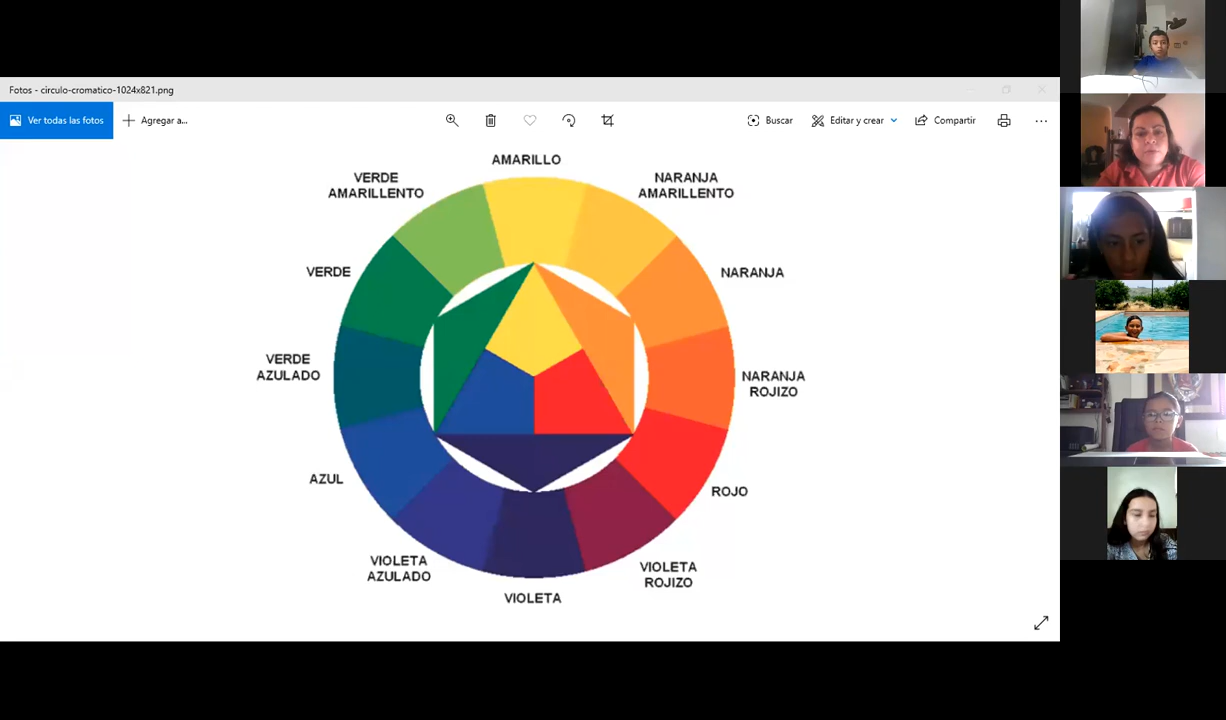 Fotos - circulo-cromatico-1024x821.png
Ver todas las fotos
Agregar a...
Buscar
Editar y crear
Compartir
AMARILLO
VERDE
AMARILLENTO
NARANJA
AMARILLENTO
VERDE
NARANJA
VERDE
AZULADO
NARANJA
ROJIZO
AZUL
ROJO
VIOLETA
AZULADO
VIOLETA
ROJIZO
VIOLETA